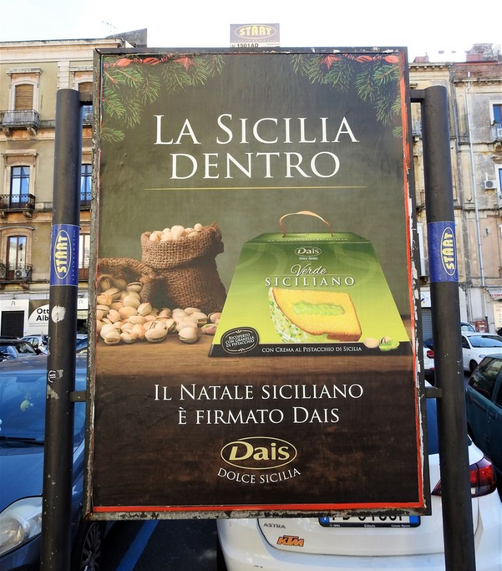 START
n° 1501AD
LA SICILIA
DENTRO
Dais
Verde
SICILIANO
CON CREMA AL PISTACCHIO DI SICILIA
IL NATALE SICILIANO
È FIRMATO DAIS
Dais
DOLCE SICILIA
START
START
ASTRA
KTM